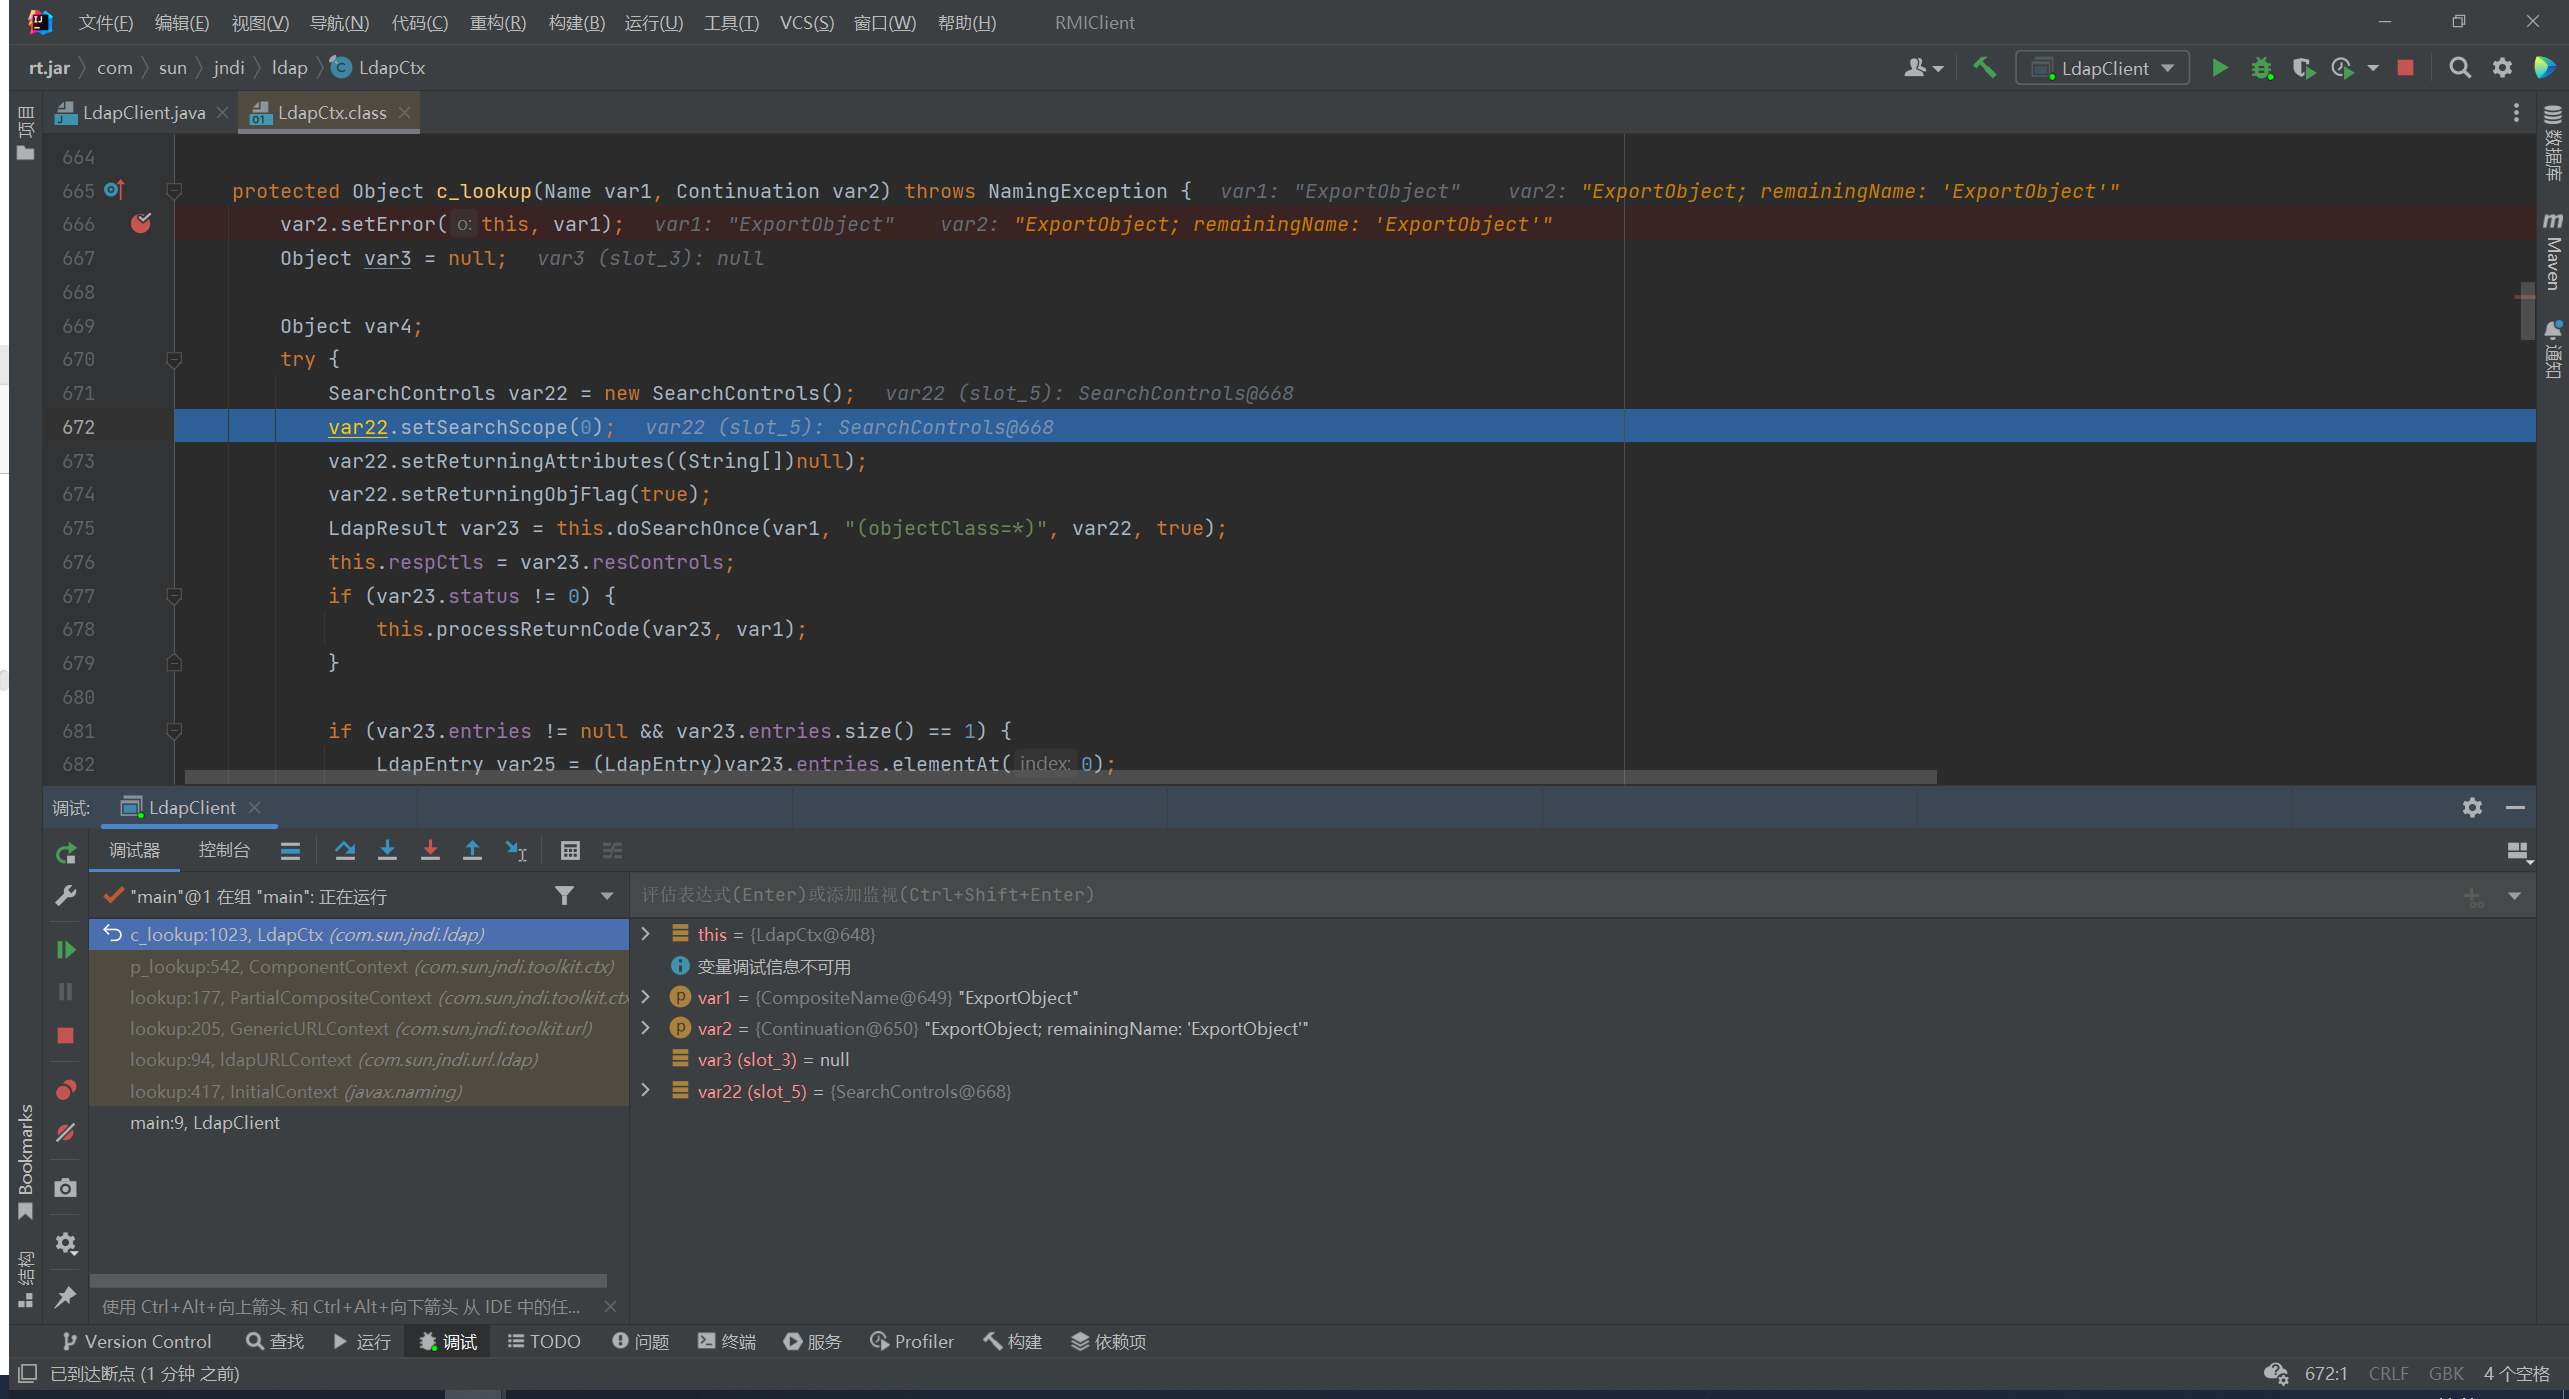 文件(F) 编辑(E) 视图(V) 导航(N) 代码(C) 重构(R) 构建(B) 运行(U) 工具(T) VCS(S) 窗口(W) 帮助(H) RMIClient
rt.jar com sun jndi ldap LdapCtx
LdapClient
项目
LdapClient.java LdapCtx.class
数据库
Maven
通知
664
665 protected Object c_lookup(Name var1, Continuation var2) throws NamingException { var1: "ExportObject" var2: "ExportObject; remainingName: 'ExportObject'"
666 var2.setError( o: this, var1); var1: "ExportObject" var2: "ExportObject; remainingName: 'ExportObject'"
667 Object var3 = null; var3 (slot_3): null
668
669 Object var4;
670 try {
671 SearchControls var22 = new SearchControls(); var22 (slot_5): SearchControls@668
672 var22.setSearchScope(0); var22 (slot_5): SearchControls@668
673 var22.setReturningAttributes((String[])null);
674 var22.setReturningObjFlag(true);
675 LdapResult var23 = this.doSearchOnce(var1, "(objectClass=*)", var22, true);
676 this.respCtls = var23.resControls;
677 if (var23.status != 0) {
678 this.processReturnCode(var23, var1);
679 }
680
681 if (var23.entries != null && var23.entries.size() == 1) {
682 LdapEntry var25 = (LdapEntry)var23.entries.elementAt( index: 0);
调试: LdapClient
调试器 控制台
"main"@1 在组 "main": 正在运行
评估表达式(Enter)或添加监视(Ctrl+Shift+Enter)
c_lookup:1023, LdapCtx (com.sun.jndi.ldap)
p_lookup:542, ComponentContext (com.sun.jndi.toolkit.ctx)
lookup:177, PartialCompositeContext (com.sun.jndi.toolkit.ctx
lookup:205, GenericURLContext (com.sun.jndi.toolkit.url)
lookup:94, ldapURLContext (com.sun.jndi.url.ldap)
lookup:417, InitialContext (javax.naming)
main:9, LdapClient
this = {LdapCtx@648}
变量调试信息不可用
var1 = {CompositeName@649} "ExportObject"
var2 = {Continuation@650} "ExportObject; remainingName: 'ExportObject'"
var3 (slot_3) = null
var22 (slot_5) = {SearchControls@668}
Bookmarks
结构
使用 Ctrl+Alt+向上箭头 和 Ctrl+Alt+向下箭头 从 IDE 中的任...
Version Control 查找 运行 调试 TODO 问题 终端 服务 Profiler 构建 依赖项
已到达断点 (1 分钟 之前)
672:1 CRLF GBK 4 个空格